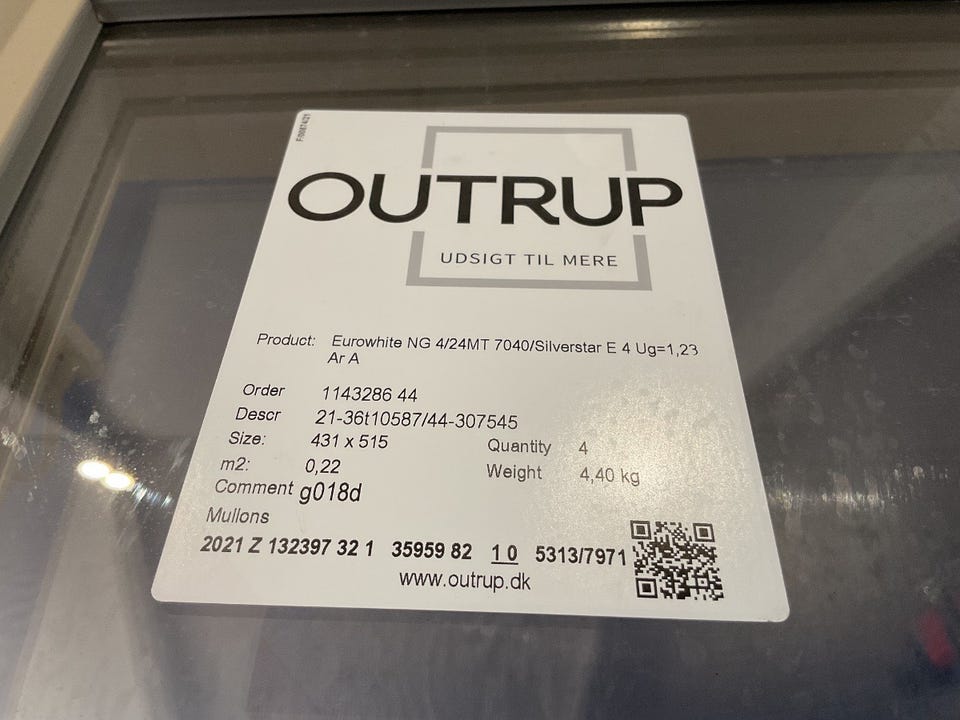 F:00874/21
OUTRUP
UDSIGT TIL MERE
Product: Eurowhite NG 4/24MT 7040/Silverstar E 4 Ug=1,23
Ar A
Order 1143286 44
Descr 21-36t10587/44-307545
Size: 431 x 515 Quantity 4
m2: 0,22 Weight 4,40 kg
Comment g018d
Mullons
2021 Z 132397 32 1 35959 82 1 0 5313/7971
www.outrup.dk